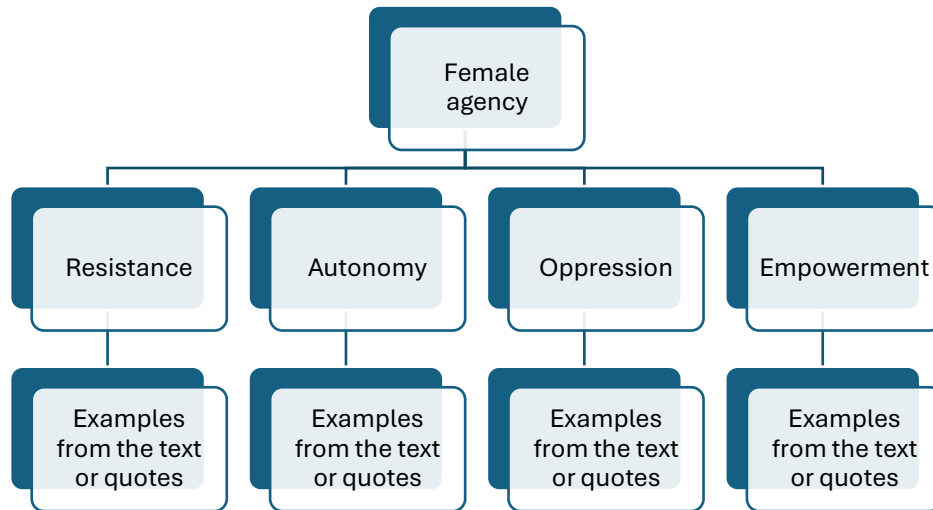 Female
agency
Resistance
Autonomy
Oppression
Empowerment
Examples
from the text
or quotes
Examples
from the text
or quotes
Examples
from the text
or quotes
Examples
from the text
or quotes